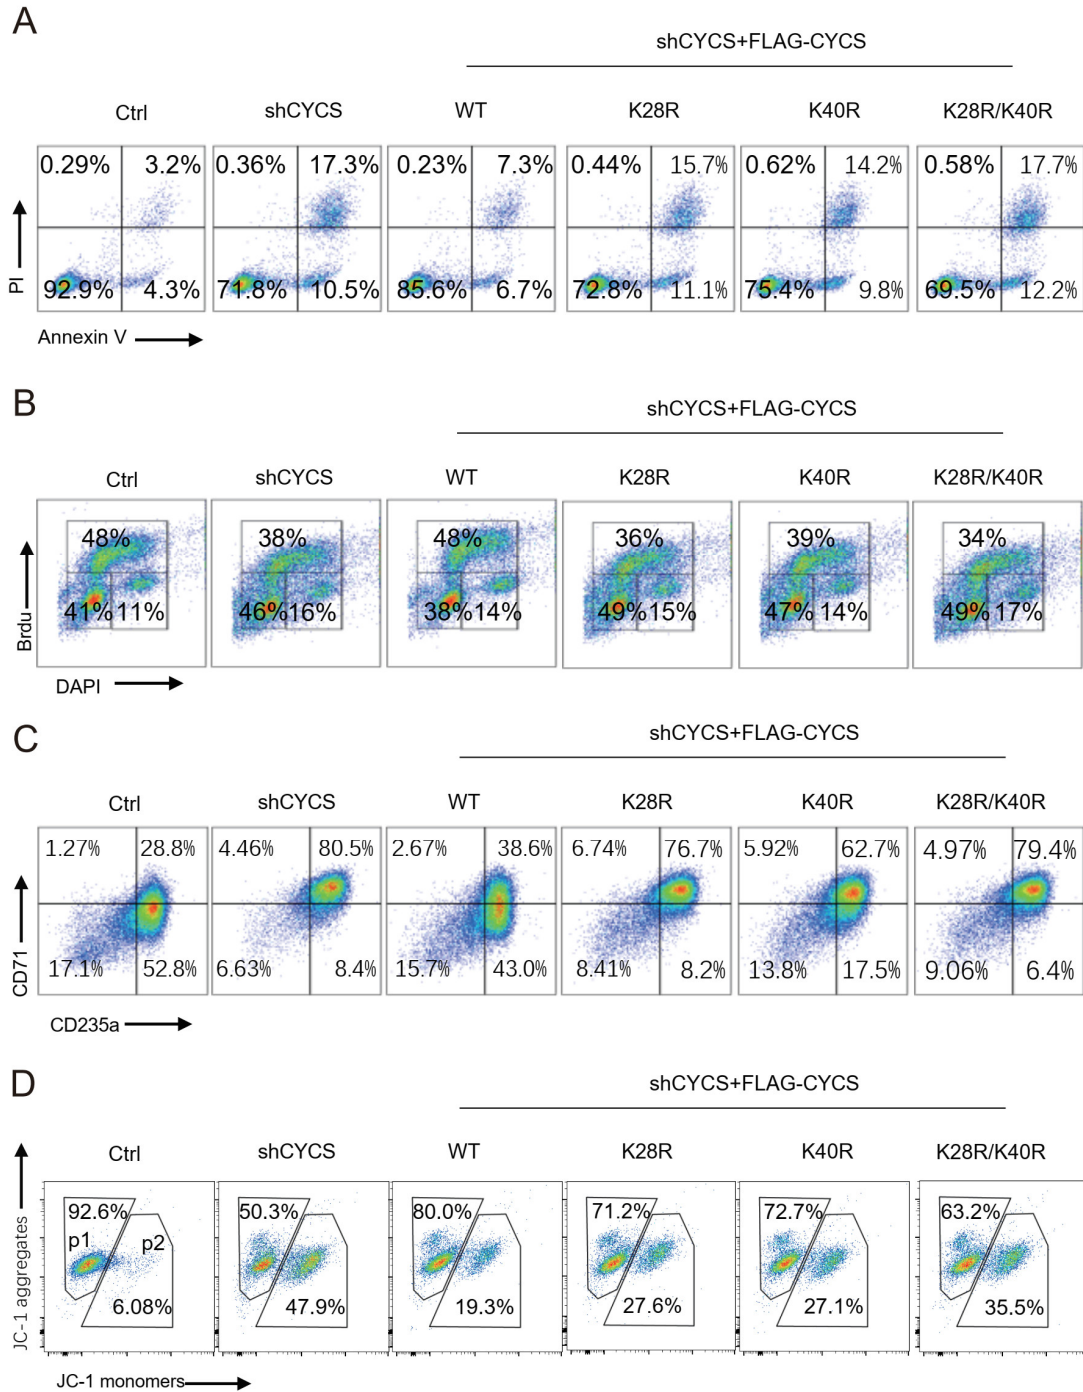 A
shCYCS+FLAG-CYCS
Ctrl shCYCS WT K28R K40R K28R/K40R
0.29% 3.2% 0.36% 17.3% 0.23% 7.3% 0.44% 15.7% 0.62% 14.2% 0.58% 17.7%
PI
92.9% 4.3% 71.8% 10.5% 85.6% 6.7% 72.8% 11.1% 75.4% 9.8% 69.5% 12.2%
Annexin V
B
shCYCS+FLAG-CYCS
Ctrl shCYCS WT K28R K40R K28R/K40R
48% 38% 48% 36% 39% 34%
Brdu
41% 11% 46% 16% 38% 14% 49% 15% 47% 14% 49% 17%
DAPI
C
shCYCS+FLAG-CYCS
Ctrl shCYCS WT K28R K40R K28R/K40R
1.27% 28.8% 4.46% 80.5% 2.67% 38.6% 6.74% 76.7% 5.92% 62.7% 4.97% 79.4%
CD71
17.1% 52.8% 6.63% 8.4% 15.7% 43.0% 8.41% 8.2% 13.8% 17.5% 9.06% 6.4%
CD235a
D
shCYCS+FLAG-CYCS
Ctrl shCYCS WT K28R K40R K28R/K40R
92.6% 50.3% 80.0% 71.2% 72.7% 63.2%
p1 p2
JC-1 aggregates
6.08% 47.9% 19.3% 27.6% 27.1% 35.5%
JC-1 monomers